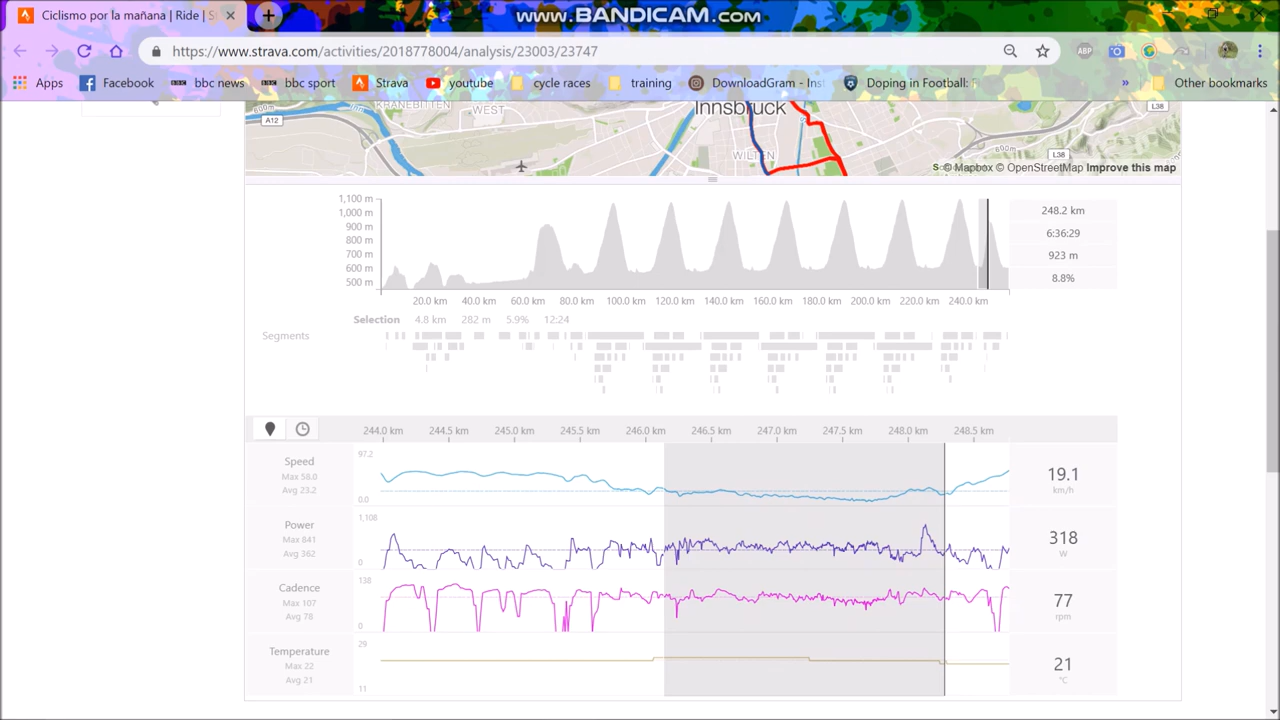 Ciclismo por la mañana | Ride | S
www.BANDICAM.com
https://www.strava.com/activities/2018778004/analysis/23003/23747
ABP
Apps Facebook bbc news bbc sport Strava youtube cycle races training DownloadGram - Inst Doping in Football: T » Other bookmarks
KRANEBITTEN
WEST
Innsbruck
A12
800m
L38
WILTEN
800m
L38
© Mapbox © OpenStreetMap Improve this map
1,100 m
1,000 m
900 m
800 m
700 m
600 m
500 m
248.2 km
6:36:29
923 m
8.8%
20.0 km 40.0 km 60.0 km 80.0 km 100.0 km 120.0 km 140.0 km 160.0 km 180.0 km 200.0 km 220.0 km 240.0 km
Selection 4.8 km 282 m 5.9% 12:24
Segments
244.0 km 244.5 km 245.0 km 245.5 km 246.0 km 246.5 km 247.0 km 247.5 km 248.0 km 248.5 km
Speed
Max 58.0
Avg 23.2
97.2
0.0
19.1
km/h
Power
Max 841
Avg 362
1,108
0
318
W
Cadence
Max 107
Avg 78
138
0
77
rpm
Temperature
Max 22
Avg 21
29
11
21
°C